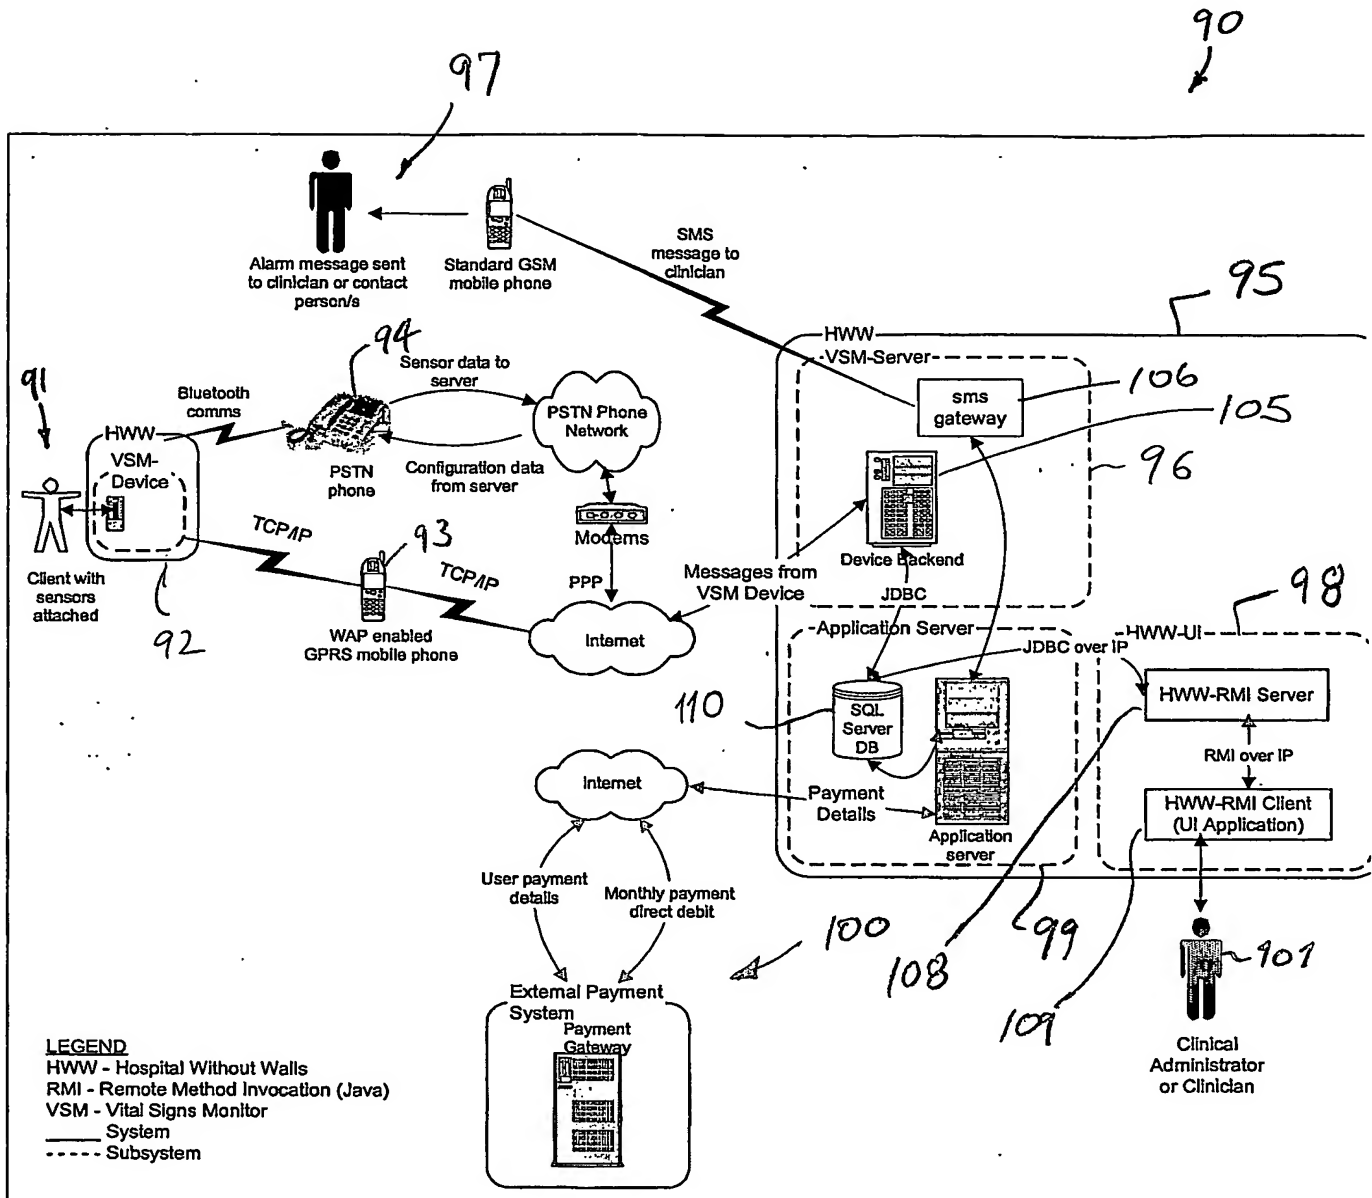 90
97
Alarm message sent
to clinician or contact
person/s
Standard GSM
mobile phone
SMS
message to
clinician
95
HWW
VSM-Server
sms
gateway
106
105
96
Device Backend
JDBC
91
94
Bluetooth
comms
Sensor data to
server
PSTN Phone
Network
HWW
VSM-
Device
PSTN
phone
Configuration data
from server
Modems
TCP/IP
93
TCP/IP
PPP
Messages from
VSM Device
Client with
sensors
attached
92
WAP enabled
GPRS mobile phone
Internet
98
Application Server
HWW-UI
JDBC over IP
110
SQL
Server
DB
HWW-RMI Server
RMI over IP
HWW-RMI Client
(UI Application)
Internet
Payment
Details
Application
server
User payment
details
Monthly payment
direct debit
100
99
108
109
101
External Payment
System
Payment
Gateway
Clinical
Administrator
or Clinician
LEGEND
HWW - Hospital Without Walls
RMI - Remote Method Invocation (Java)
VSM - Vital Signs Monitor
System
Subsystem